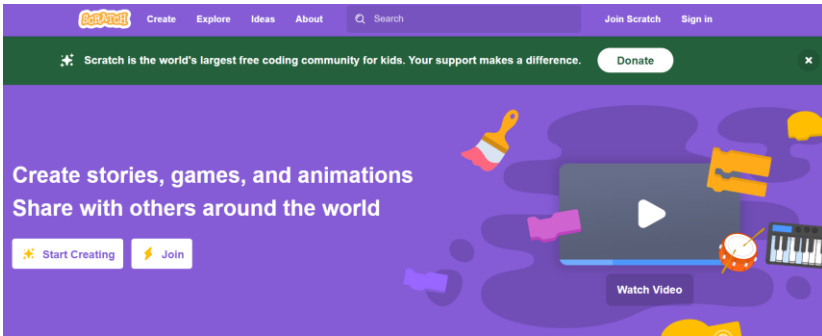 SCRATCH Create Explore Ideas About Search Join Scratch Sign in
Scratch is the world's largest free coding community for kids. Your support makes a difference. Donate
Create stories, games, and animations
Share with others around the world
Start Creating Join
Watch Video